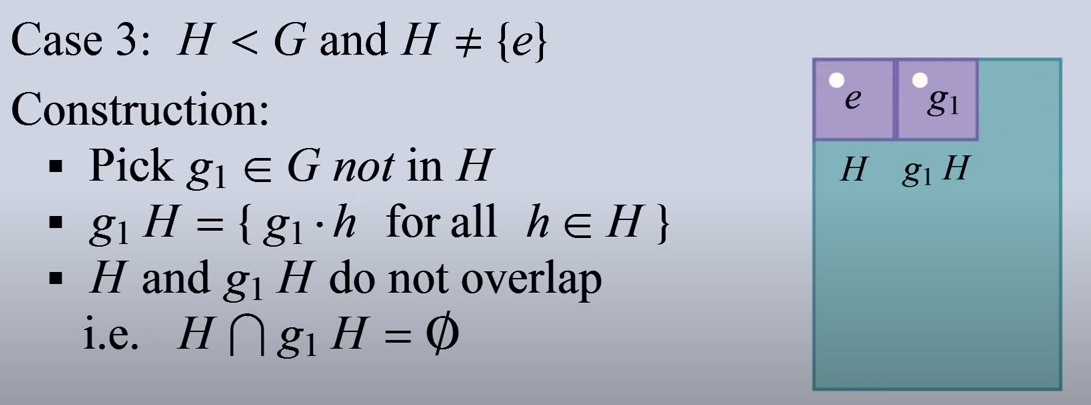 Case 3: H < G and H ≠ {e}
Construction:
▪ Pick g₁ ∈ G not in H
▪ g₁ H = { g₁ · h for all h ∈ H }
▪ H and g₁ H do not overlap
i.e. H ⋂ g₁ H = ∅
e g₁
H g₁ H